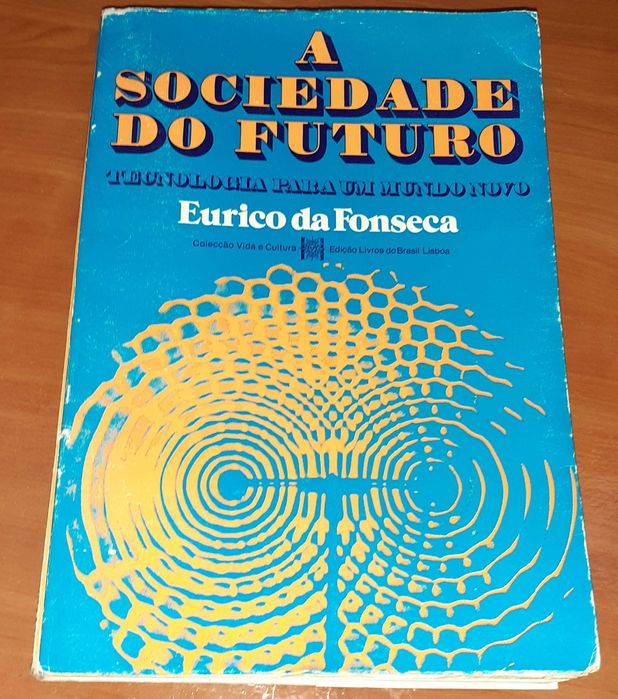 A
SOCIEDADE
DO FUTURO
TECNOLOGIA PARA UM MUNDO NOVO
Eurico da Fonseca
Colecção Vida e Cultura Edição Livros do Brasil Lisboa